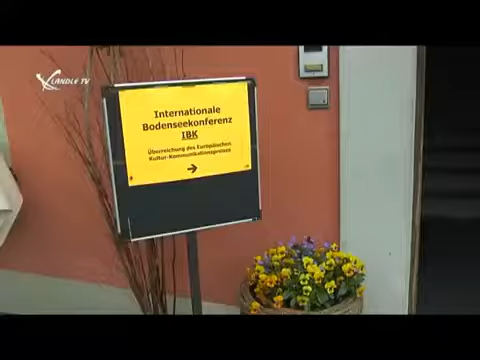 LÄNDLE TV
Internationale
Bodenseekonferenz
IBK
Überreichung des Europäischen
Kultur-Kommunikationspreises